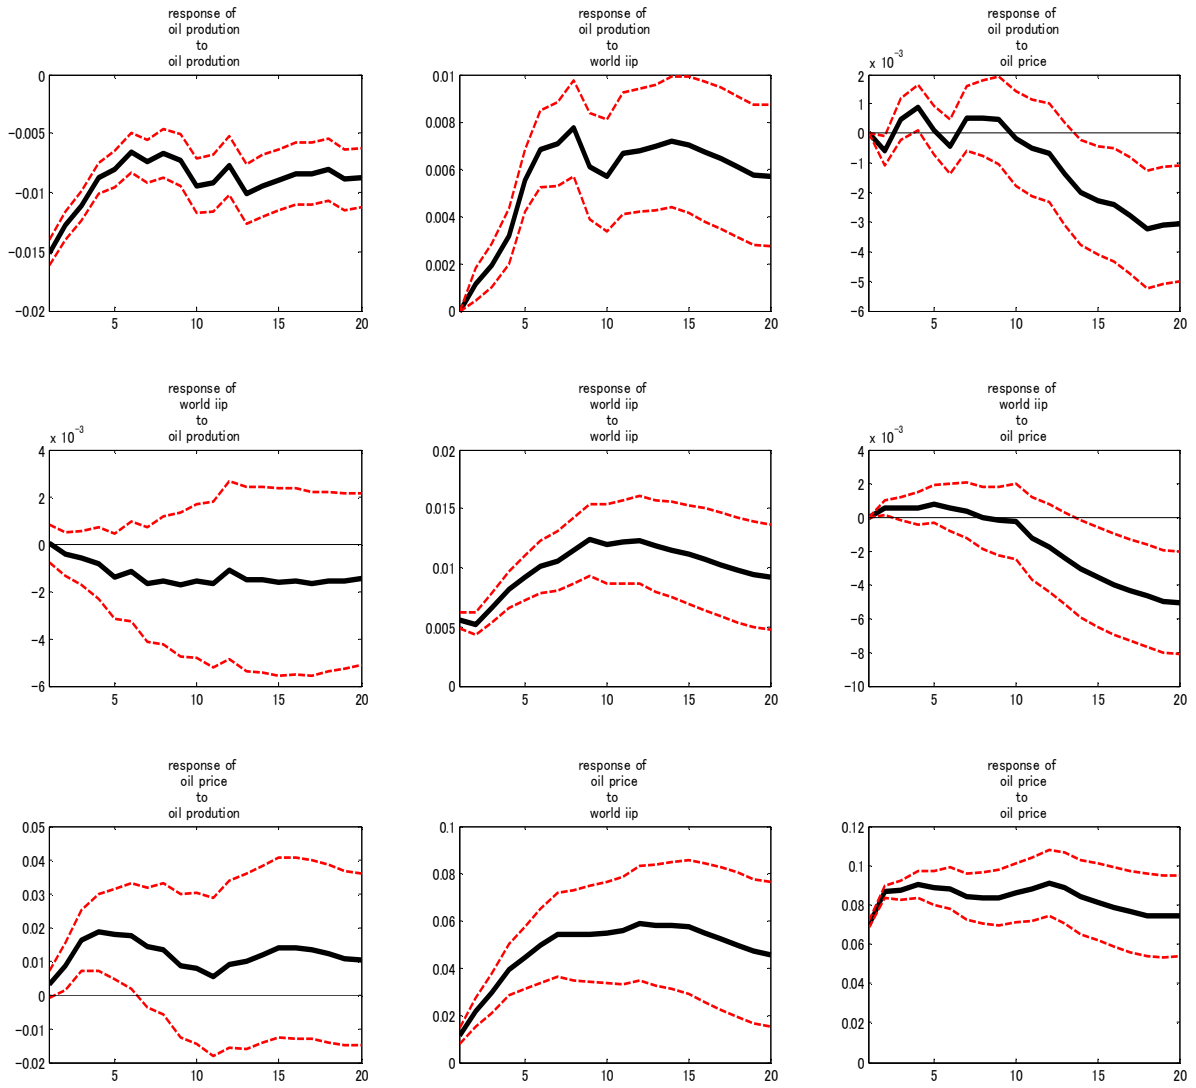 response of
oil prodution
to
oil prodution
0
−0.005
−0.01
−0.015
−0.02
5
10
15
20
response of
oil prodution
to
world iip
0.01
0.008
0.006
0.004
0.002
0
5
10
15
20
response of
oil prodution
to
oil price
x 10^−3
2
1
0
−1
−2
−3
−4
−5
−6
5
10
15
20
response of
world iip
to
oil prodution
x 10^−3
4
2
0
−2
−4
−6
5
10
15
20
response of
world iip
to
world iip
0.02
0.015
0.01
0.005
0
5
10
15
20
response of
world iip
to
oil price
x 10^−3
4
2
0
−2
−4
−6
−8
−10
5
10
15
20
response of
oil price
to
oil prodution
0.05
0.04
0.03
0.02
0.01
0
−0.01
−0.02
5
10
15
20
response of
oil price
to
world iip
0.1
0.08
0.06
0.04
0.02
0
5
10
15
20
response of
oil price
to
oil price
0.12
0.1
0.08
0.06
0.04
0.02
0
5
10
15
20